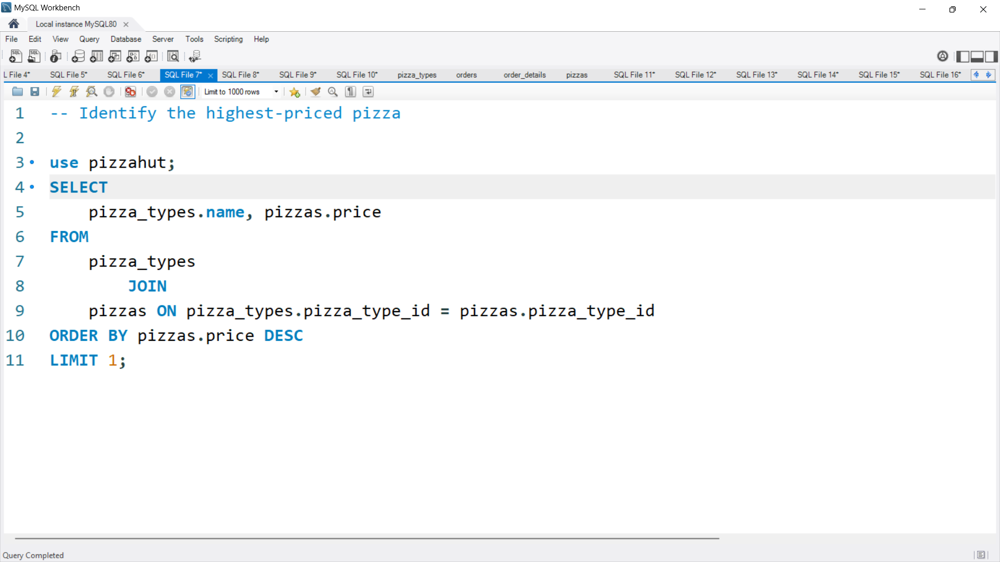 MySQL Workbench
Local instance MySQL80
File Edit View Query Database Server Tools Scripting Help
L File 4* SQL File 5* SQL File 6* SQL File 7* SQL File 8* SQL File 9* SQL File 10* pizza_types orders order_details pizzas SQL File 11* SQL File 12* SQL File 13* SQL File 14* SQL File 15* SQL File 16*
Limit to 1000 rows
1 -- Identify the highest-priced pizza
2
3 use pizzahut;
4 SELECT
5 pizza_types.name, pizzas.price
6 FROM
7 pizza_types
8 JOIN
9 pizzas ON pizza_types.pizza_type_id = pizzas.pizza_type_id
10 ORDER BY pizzas.price DESC
11 LIMIT 1;
Query Completed